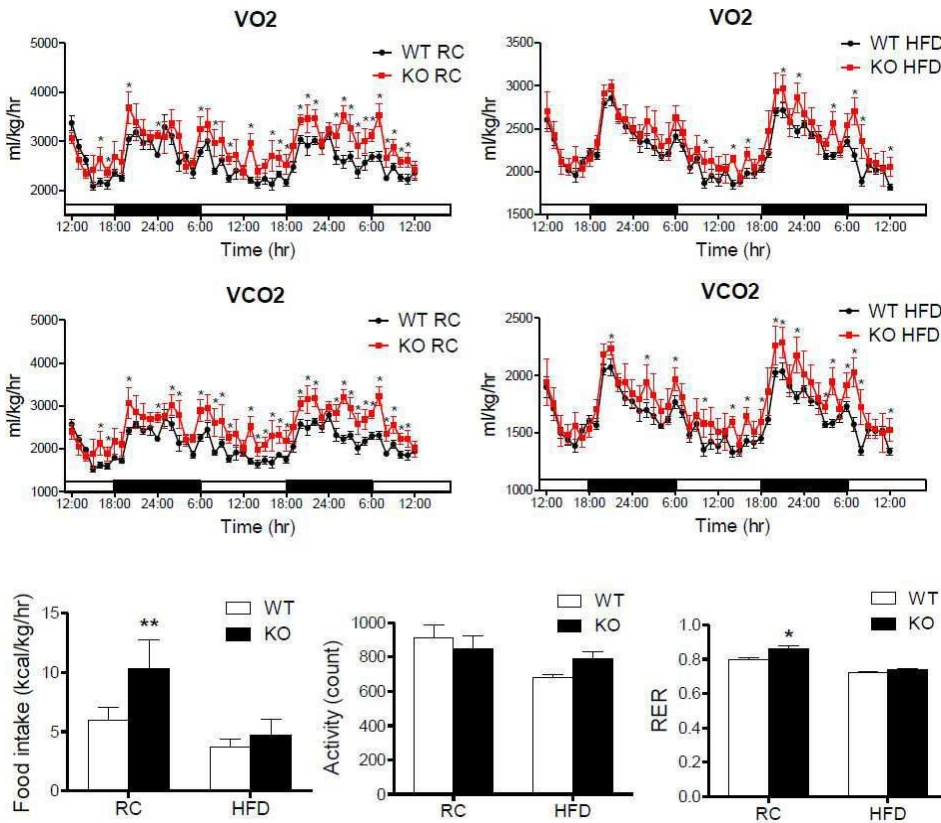 VO2
WT RC
KO RC
ml/kg/hr
5000
4000
3000
2000
12:00 18:00 24:00 6:00 12:00 18:00 24:00 6:00 12:00
Time (hr)
VO2
WT HFD
KO HFD
ml/kg/hr
3500
3000
2500
2000
1500
12:00 18:00 24:00 6:00 12:00 18:00 24:00 6:00 12:00
Time (hr)
VCO2
WT RC
KO RC
ml/kg/hr
5000
4000
3000
2000
1000
12:00 18:00 24:00 6:00 12:00 18:00 24:00 6:00 12:00
Time (hr)
VCO2
WT HFD
KO HFD
ml/kg/hr
2500
2000
1500
1000
12:00 18:00 24:00 6:00 12:00 18:00 24:00 6:00 12:00
Time (hr)
Food intake (kcal/kg/hr)
15
10
5
0
**
WT
KO
RC HFD
Activity (count)
1000
800
600
400
200
0
WT
KO
RC HFD
RER
1.0
0.8
0.6
0.4
0.2
0.0
*
WT
KO
RC HFD